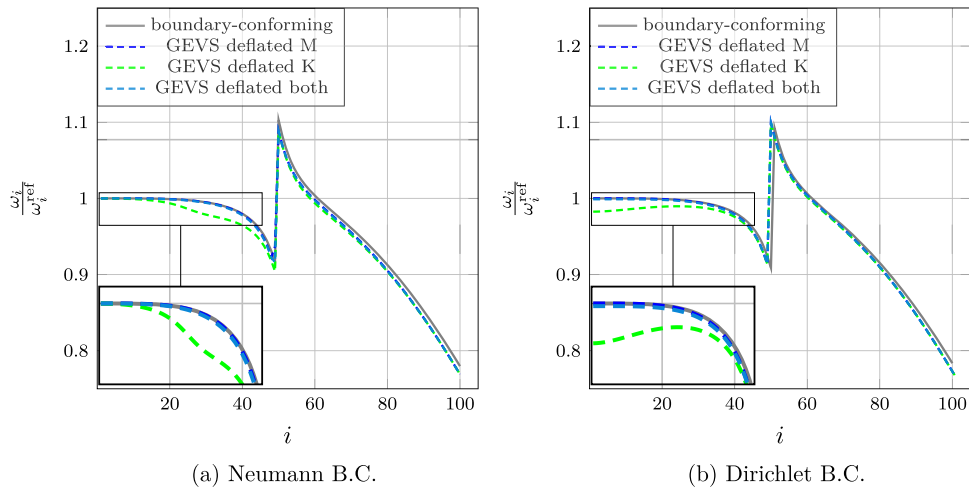 boundary-conforming
GEVS deflated M
GEVS deflated K
GEVS deflated both
1.2
1.1
1
0.9
0.8
ω_i / ω_i^ref
20
40
60
80
100
i
(a) Neumann B.C.
boundary-conforming
GEVS deflated M
GEVS deflated K
GEVS deflated both
1.2
1.1
1
0.9
0.8
ω_i / ω_i^ref
20
40
60
80
100
i
(b) Dirichlet B.C.